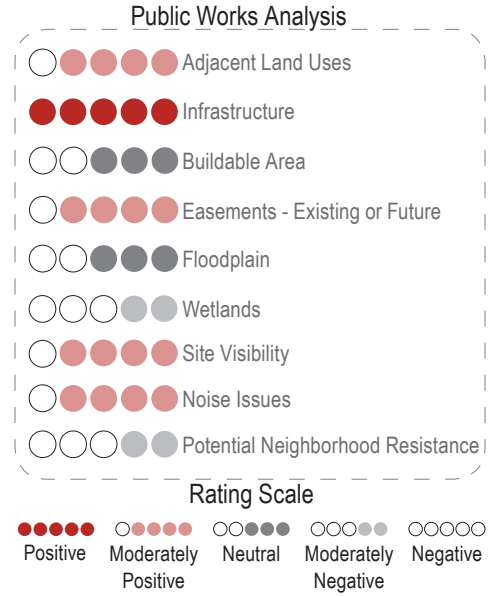 Public Works Analysis
Adjacent Land Uses
Infrastructure
Buildable Area
Easements - Existing or Future
Floodplain
Wetlands
Site Visibility
Noise Issues
Potential Neighborhood Resistance
Rating Scale
Positive
Moderately
Positive
Neutral
Moderately
Negative
Negative